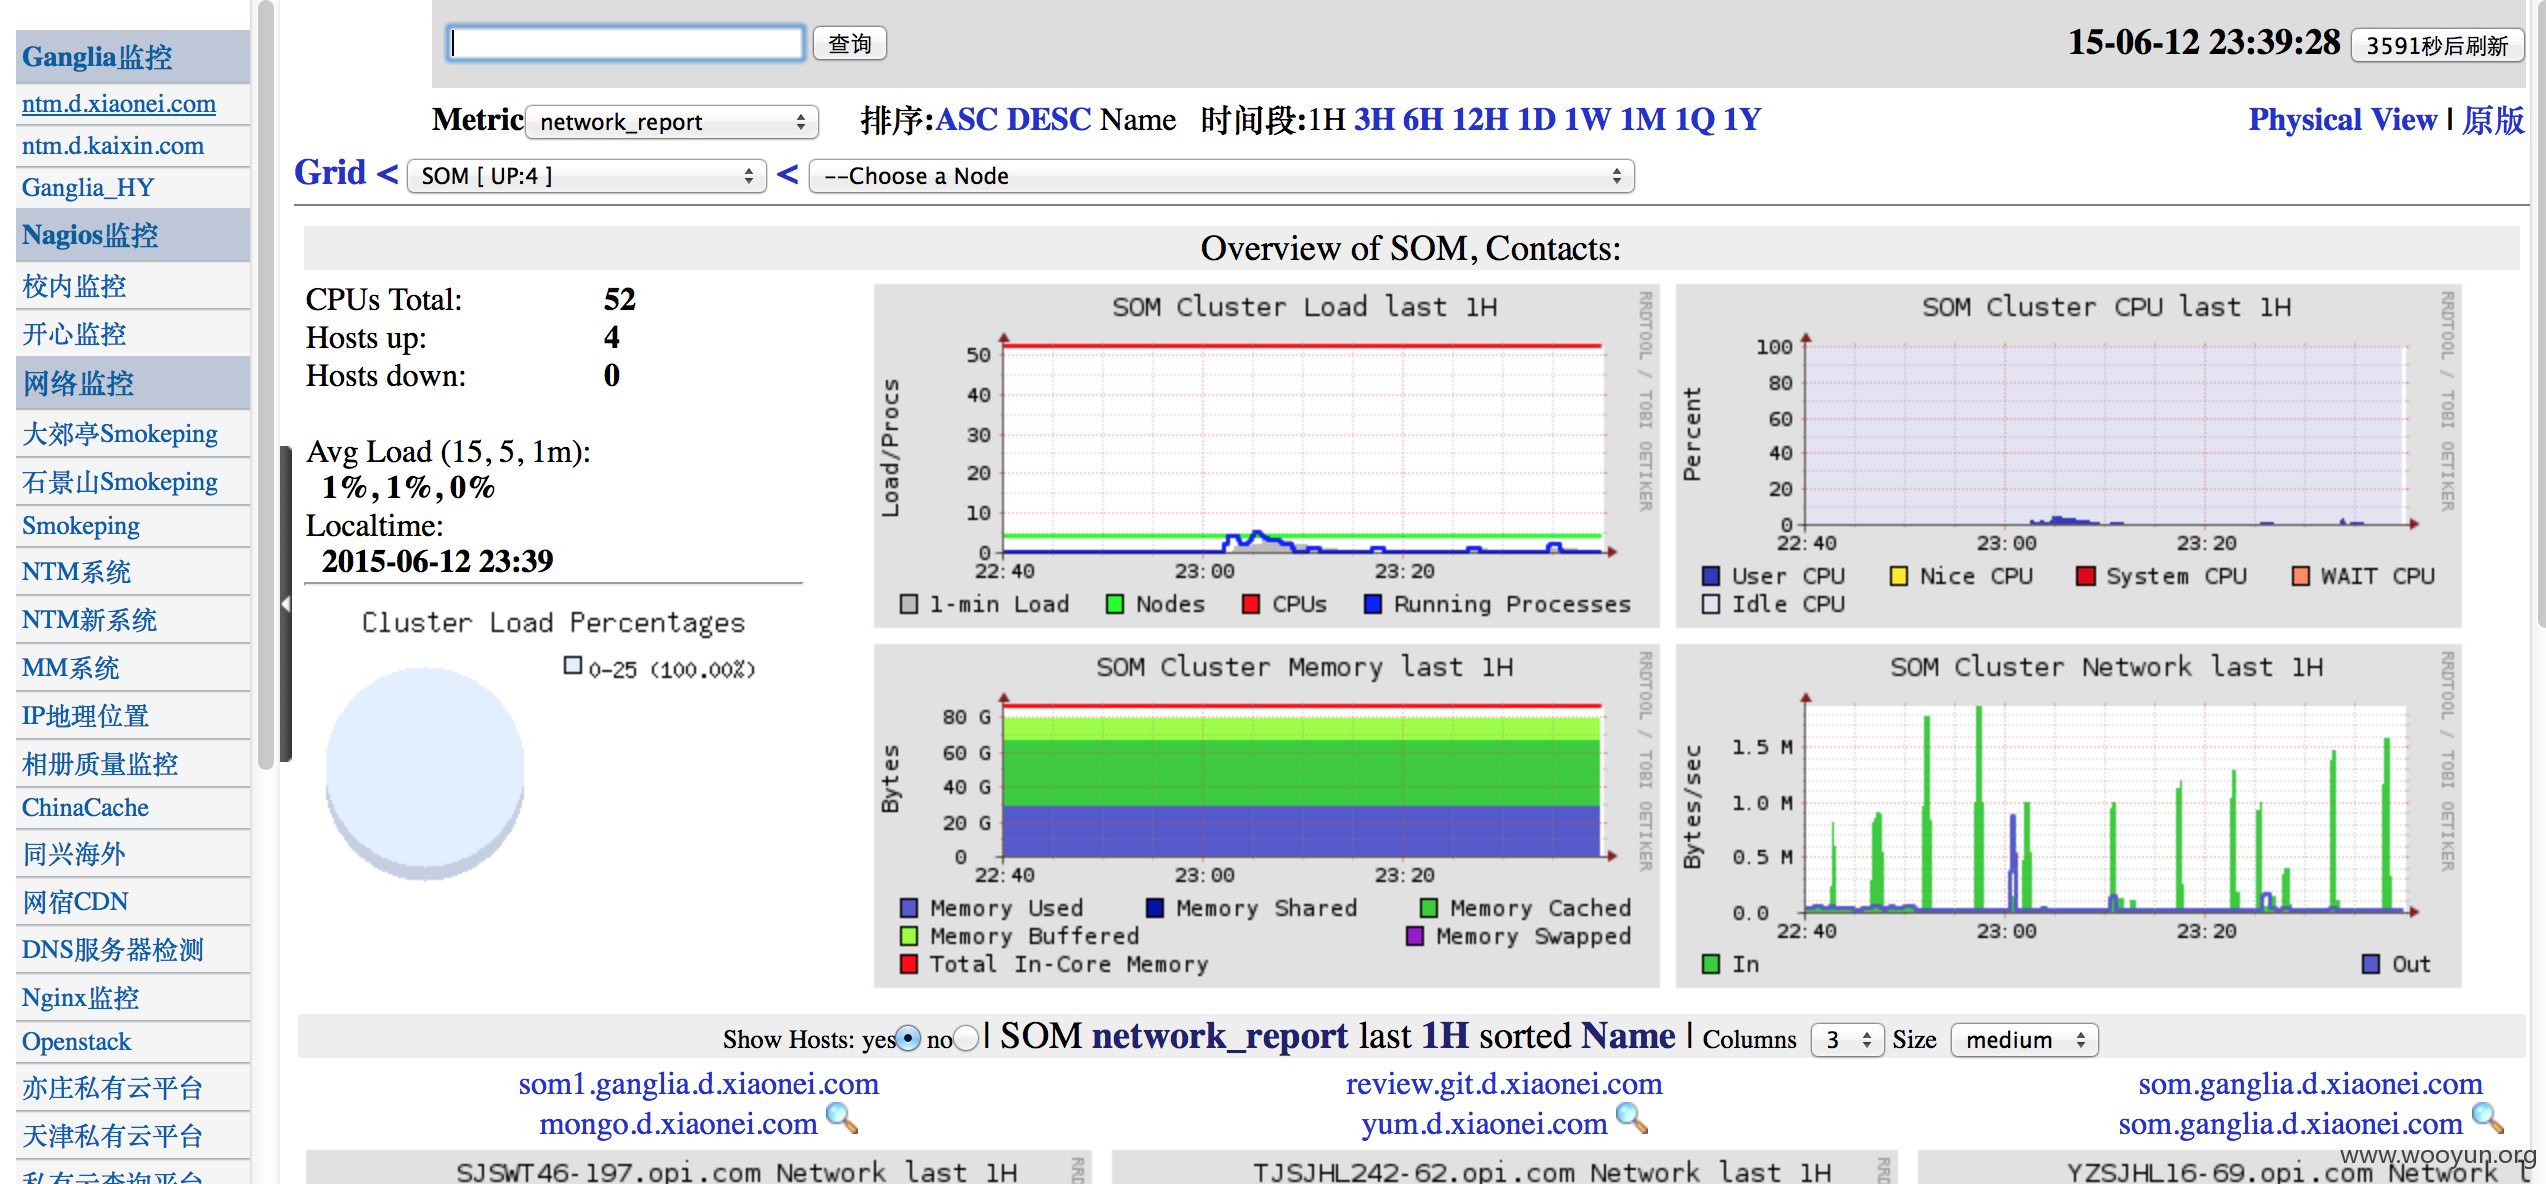 Ganglia监控
ntm.d.xiaonei.com
ntm.d.kaixin.com
Ganglia_HY
Nagios监控
校内监控
开心监控
网络监控
大郊亭Smokeping
石景山Smokeping
Smokeping
NTM系统
NTM新系统
MM系统
IP地理位置
相册质量监控
ChinaCache
同兴海外
网宿CDN
DNS服务器检测
Nginx监控
Openstack
亦庄私有云平台
天津私有云平台
私有云查询平台
查询
15-06-12 23:39:28 3591秒后刷新
Metric network_report 排序:ASC DESC Name 时间段:1H 3H 6H 12H 1D 1W 1M 1Q 1Y Physical View | 原版
Grid < SOM [ UP:4 ] < --Choose a Node
Overview of SOM, Contacts:
CPUs Total: 52
Hosts up: 4
Hosts down: 0
Avg Load (15, 5, 1m):
1%, 1%, 0%
Localtime:
2015-06-12 23:39
Cluster Load Percentages
0-25 (100.00%)
SOM Cluster Load last 1H
RRDTOOL / TOBI OETIKER
Load/Procs
50
40
30
20
10
0
22:40 23:00 23:20
1-min Load Nodes CPUs Running Processes
SOM Cluster CPU last 1H
RRDTOOL / TOBI OETIKER
Percent
100
80
60
40
20
0
22:40 23:00 23:20
User CPU Nice CPU System CPU WAIT CPU
Idle CPU
SOM Cluster Memory last 1H
RRDTOOL / TOBI OETIKER
Bytes
80 G
60 G
40 G
20 G
0
22:40 23:00 23:20
Memory Used Memory Shared Memory Cached
Memory Buffered Memory Swapped
Total In-Core Memory
SOM Cluster Network last 1H
RRDTOOL / TOBI OETIKER
Bytes/sec
1.5 M
1.0 M
0.5 M
0.0
22:40 23:00 23:20
In Out
Show Hosts: yes no | SOM network_report last 1H sorted Name | Columns 3 Size medium
som1.ganglia.d.xiaonei.com
mongo.d.xiaonei.com
review.git.d.xiaonei.com
yum.d.xiaonei.com
som.ganglia.d.xiaonei.com
som.ganglia.d.xiaonei.com
SJSWT46-197.opi.com Network last 1H
RR
TJSJHL242-62.opi.com Network last 1H
RR
YZSJHL16-69.opi.com Network l
www.wooyun.org